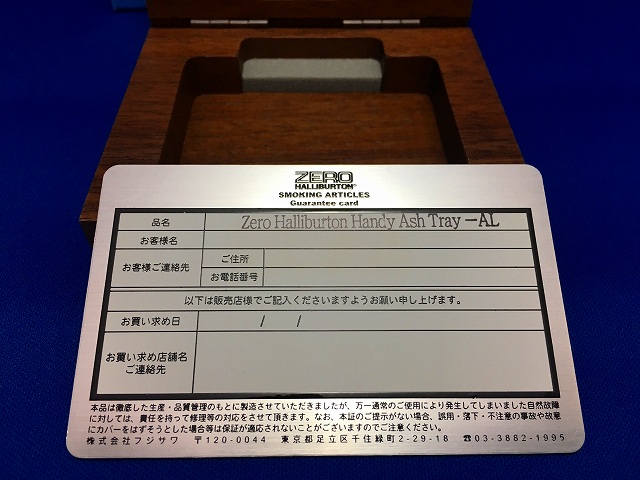 ZERO
HALLIBURTON®
SMOKING ARTICLES
Guarantee card
品名 Zero Halliburton Handy Ash Tray －AL
お客様名
お客様ご連絡先 ご住所
お電話番号
以下は販売店様でご記入くださいますようお願い申し上げます。
お買い求め日 / /
お買い求め店舗名
ご連絡先
本品は徹底した生産・品質管理のもとに製造させていただきましたが、万一通常のご使用により発生してしまいました自然故障
に対しては、責任を持って修理等の対応をさせて頂きます。なお、本証のご提示がない場合、誤用・落下・不注意の事故や故意
にカバーをはずそうとした場合等は保証が適応されないことがございますのでご注意ください。
株式会社フジサワ 〒120-0044 東京都足立区千住緑町2-29-18 ☎03-3882-1995